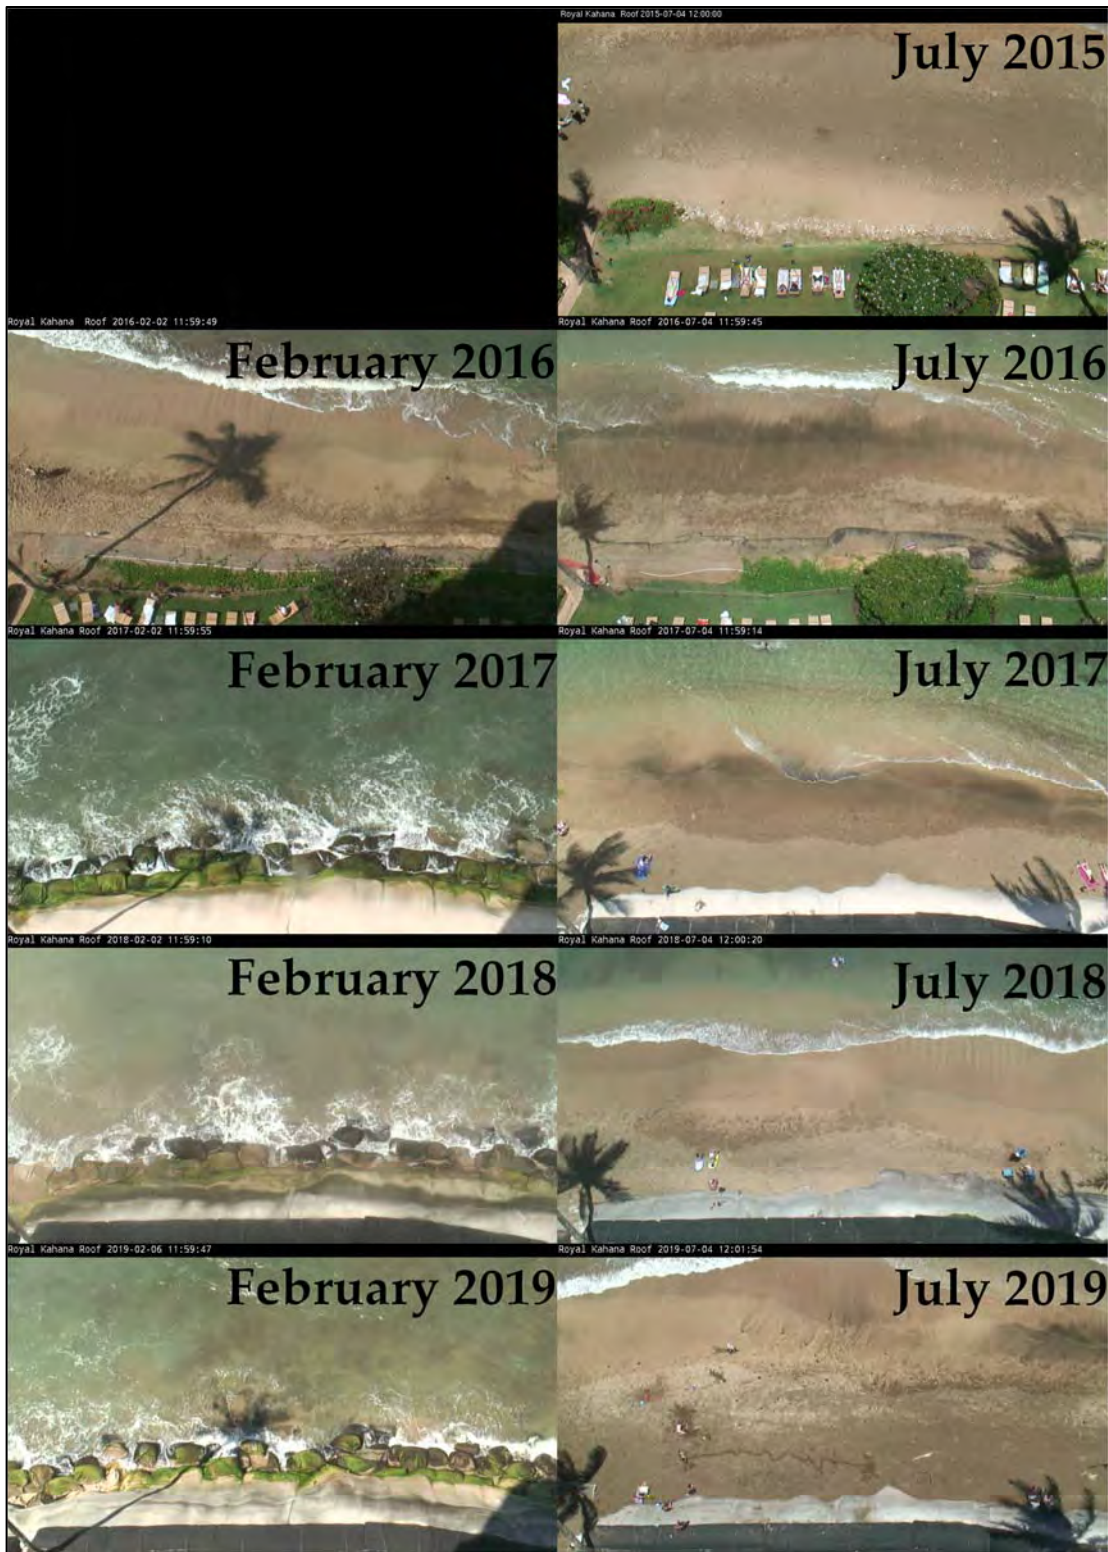 Royal Kahana Roof 2015-07-04 12:00:00
July 2015
Royal Kahana Roof 2016-02-02 11:59:49
February 2016
Royal Kahana Roof 2016-07-04 11:59:45
July 2016
Royal Kahana Roof 2017-02-02 11:59:55
February 2017
Royal Kahana Roof 2017-07-04 11:59:14
July 2017
Royal Kahana Roof 2018-02-02 11:59:10
February 2018
Royal Kahana Roof 2018-07-04 12:00:20
July 2018
Royal Kahana Roof 2019-02-06 11:59:47
February 2019
Royal Kahana Roof 2019-07-04 12:01:54
July 2019